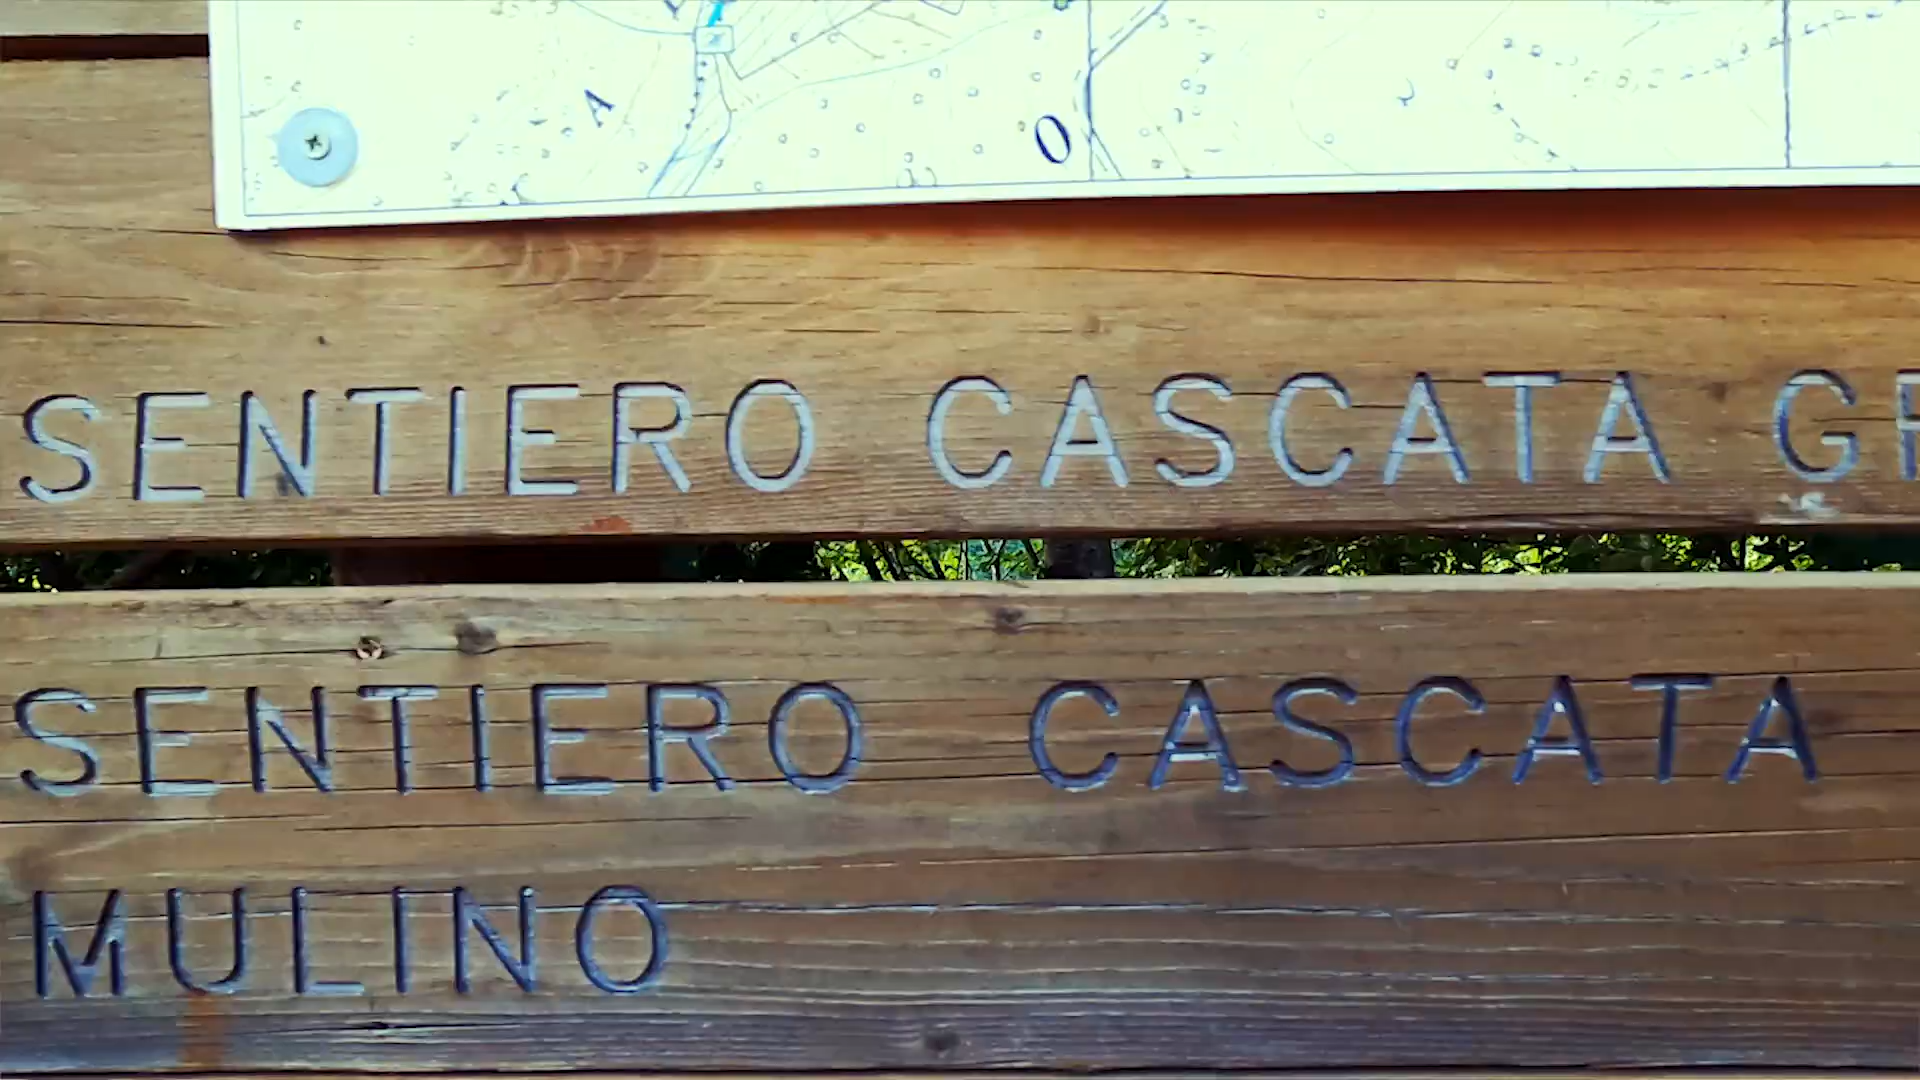 A
O
SENTIERO CASCATA
SENTIERO CASCATA
MULINO